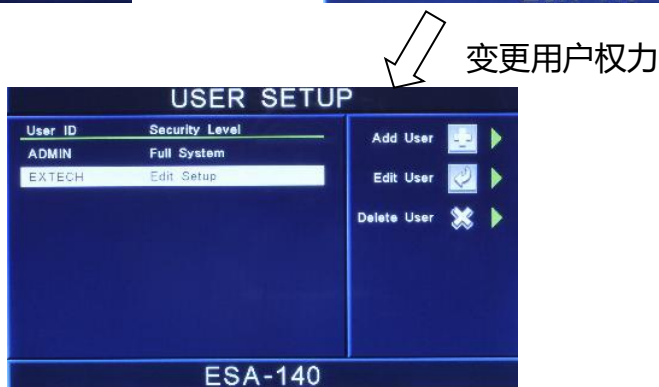 变更用户权力
USER SETUP
User ID Security Level
ADMIN Full System
EXTECH Edit Setup
Add User
Edit User
Delete User
ESA-140